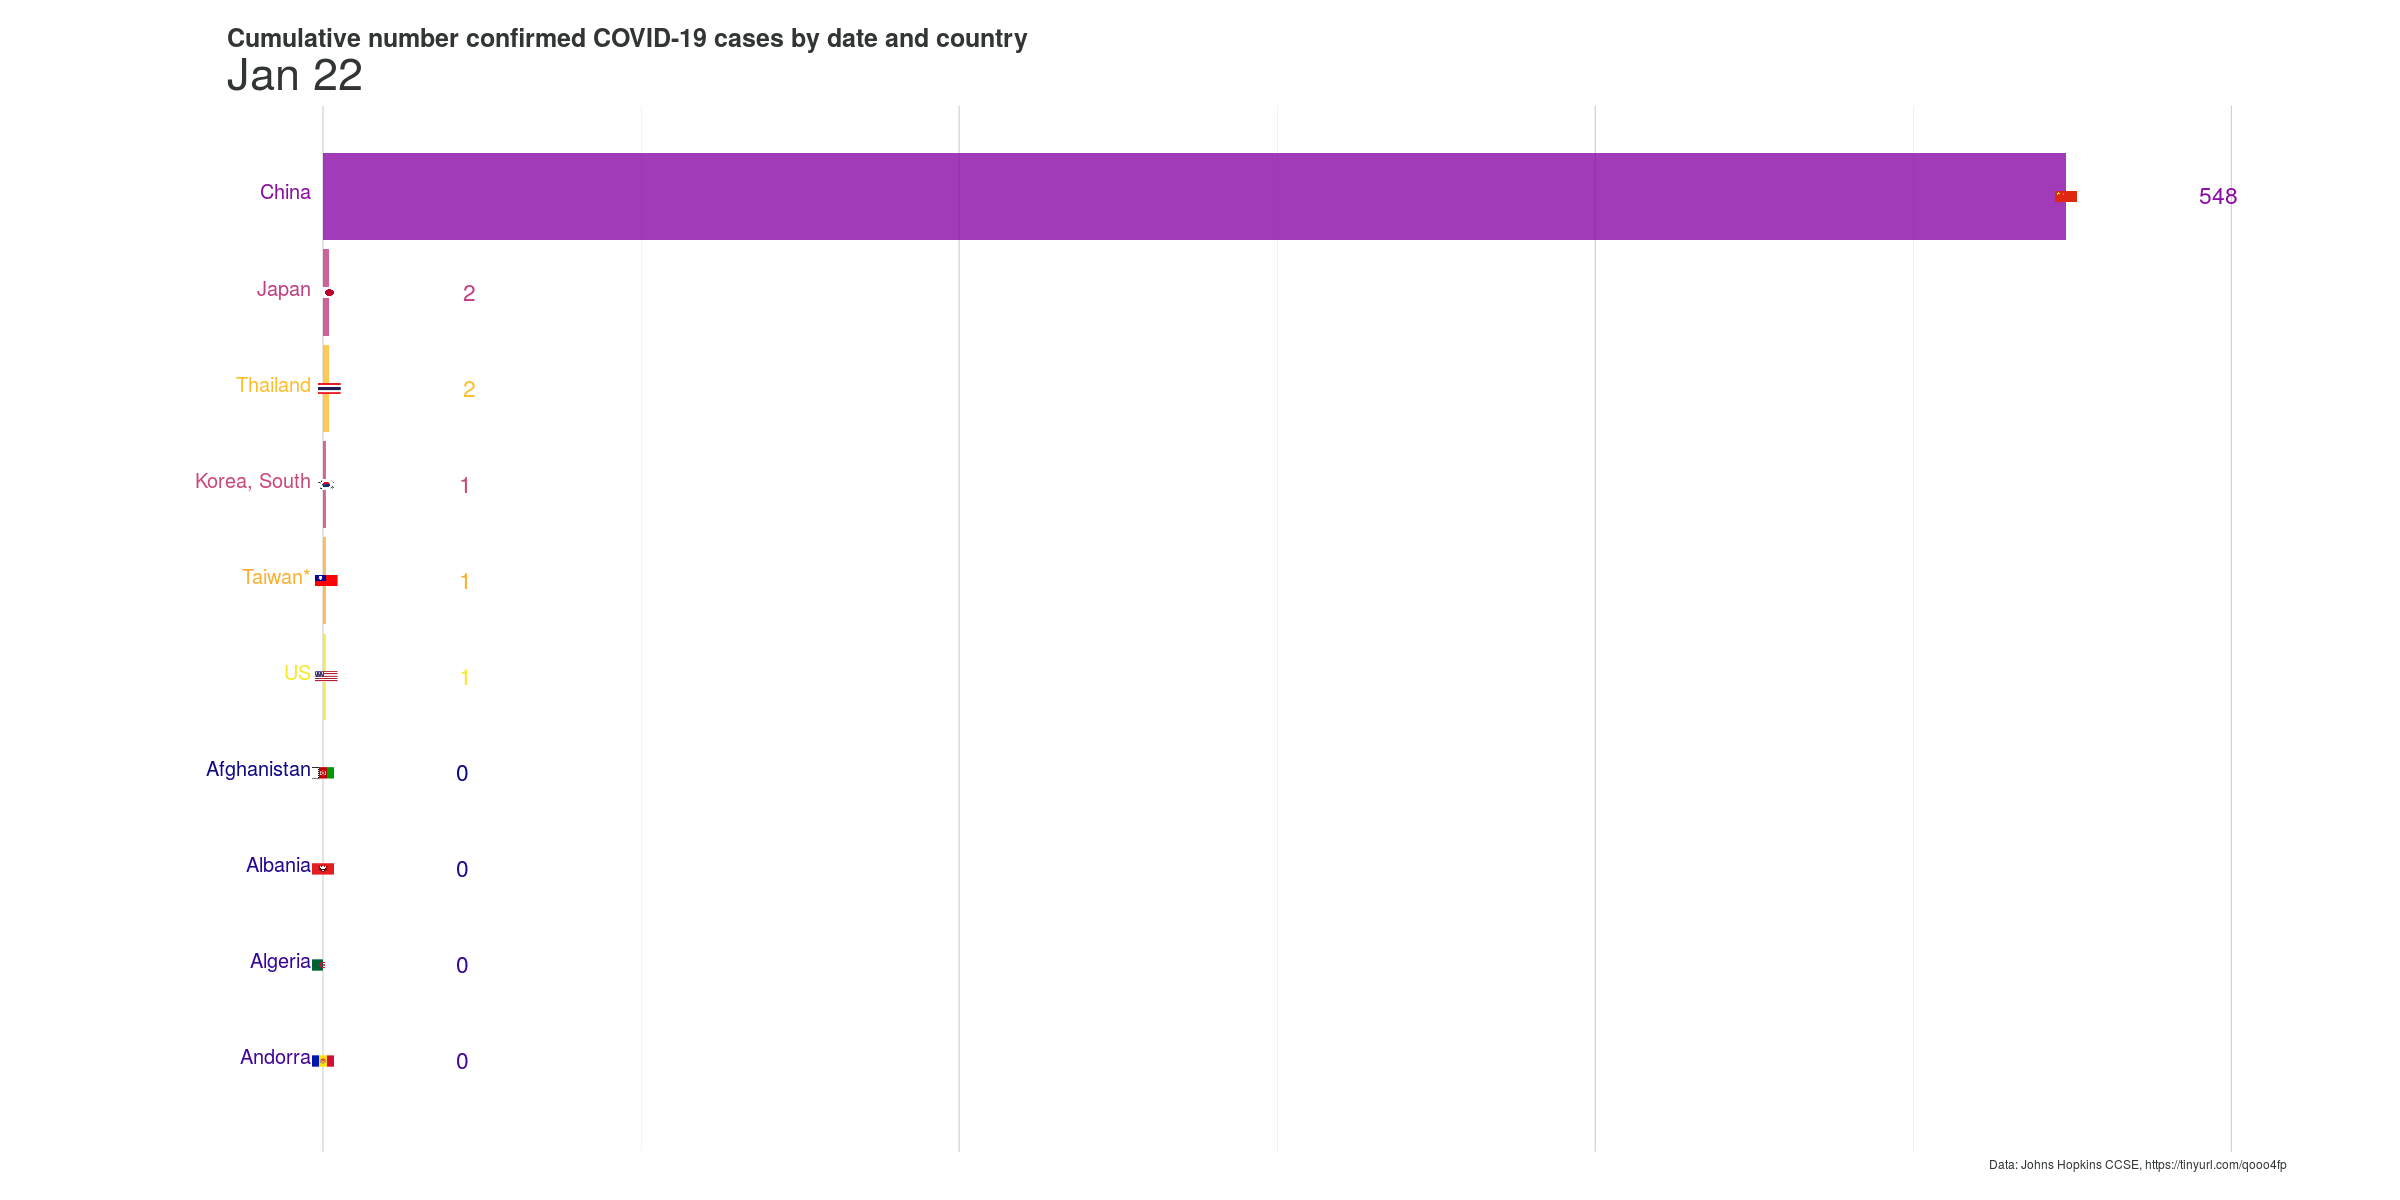 Cumulative number confirmed COVID-19 cases by date and country
Jan 22
China 548
Japan 2
Thailand 2
Korea, South 1
Taiwan* 1
US 1
Afghanistan 0
Albania 0
Algeria 0
Andorra 0
Data: Johns Hopkins CCSE, https://tinyurl.com/qooo4fp